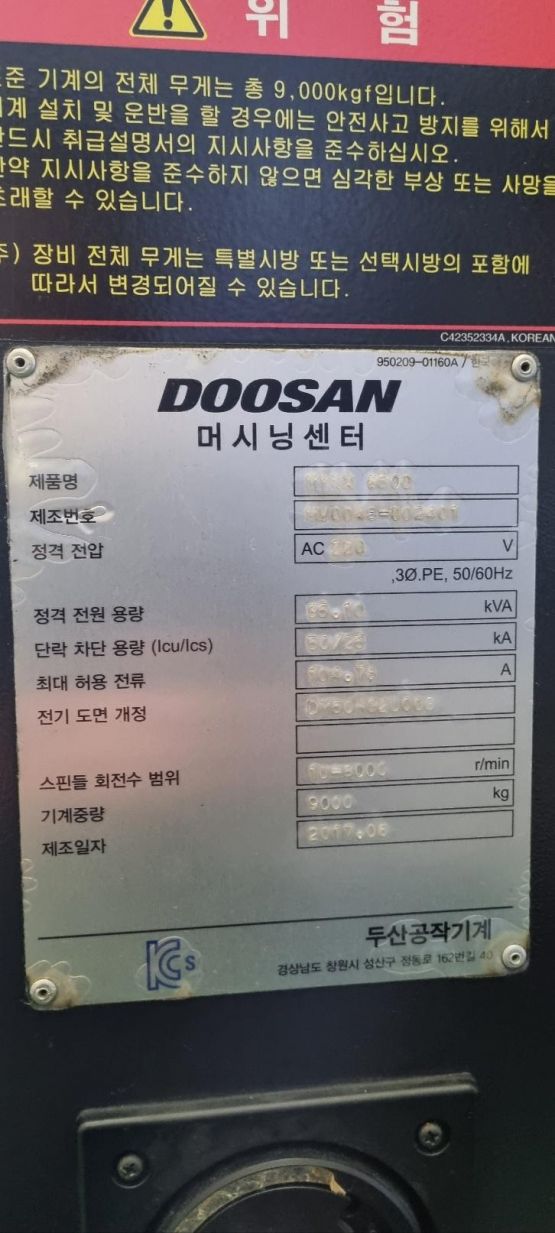 위 험
준 기계의 전체 무게는 총 9,000kgf입니다.
계 설치 및 운반을 할 경우에는 안전사고 방지를 위해서
드시 취급설명서의 지시사항을 준수하십시오.
약 지시사항을 준수하지 않으면 심각한 부상 또는 사망을
래할 수 있습니다.
주) 장비 전체 무게는 특별시방 또는 선택시방의 포함에
따라서 변경되어질 수 있습니다.
C42352334A, KOREAN
950209-01160A /
DOOSAN
머시닝센터
제품명
제조번호
정격 전압 AC 220 V
,3Ø.PE, 50/60Hz
정격 전원 용량 kVA
단락 차단 용량 (Icu/Ics) 50/25 kA
최대 허용 전류 A
전기 도면 개정
스핀들 회전수 범위 r/min
기계중량 9000 kg
제조일자
두산공작기계
KCs
경상남도 창원시 성산구 정동로 162번길 40